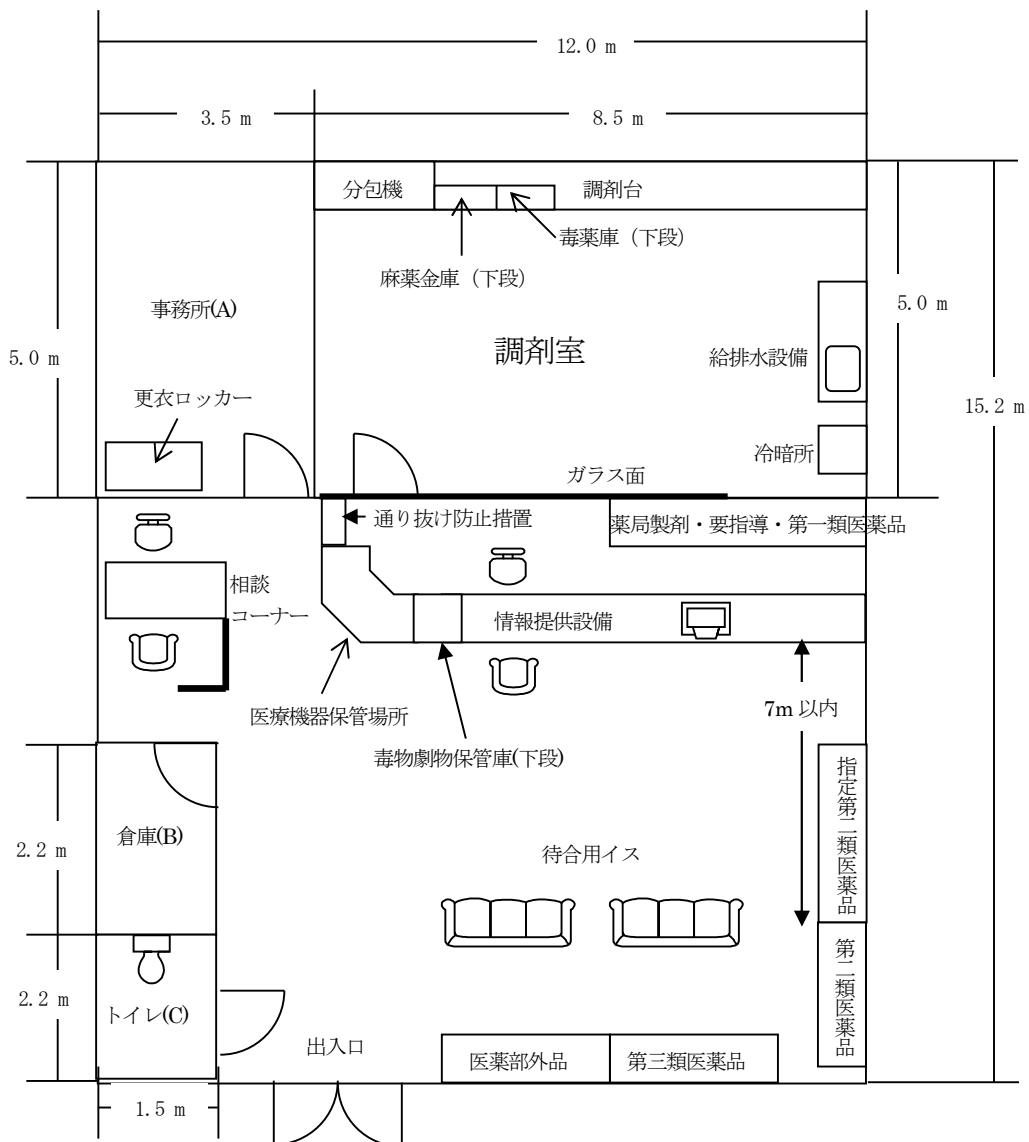 12.0 m
3.5 m
8.5 m
分包機
調剤台
毒薬庫（下段）
麻薬金庫（下段）
事務所(A)
5.0 m
調剤室
給排水設備
5.0 m
更衣ロッカー
15.2 m
冷暗所
ガラス面
通り抜け防止措置
薬局製剤・要指導・第一類医薬品
相談
コーナー
情報提供設備
医療機器保管場所
7m 以内
毒物劇物保管庫(下段)
指定第二類医薬品
倉庫(B)
2.2 m
待合用イス
第二類医薬品
2.2 m
トイレ(C)
出入口
医薬部外品
第三類医薬品
1.5 m